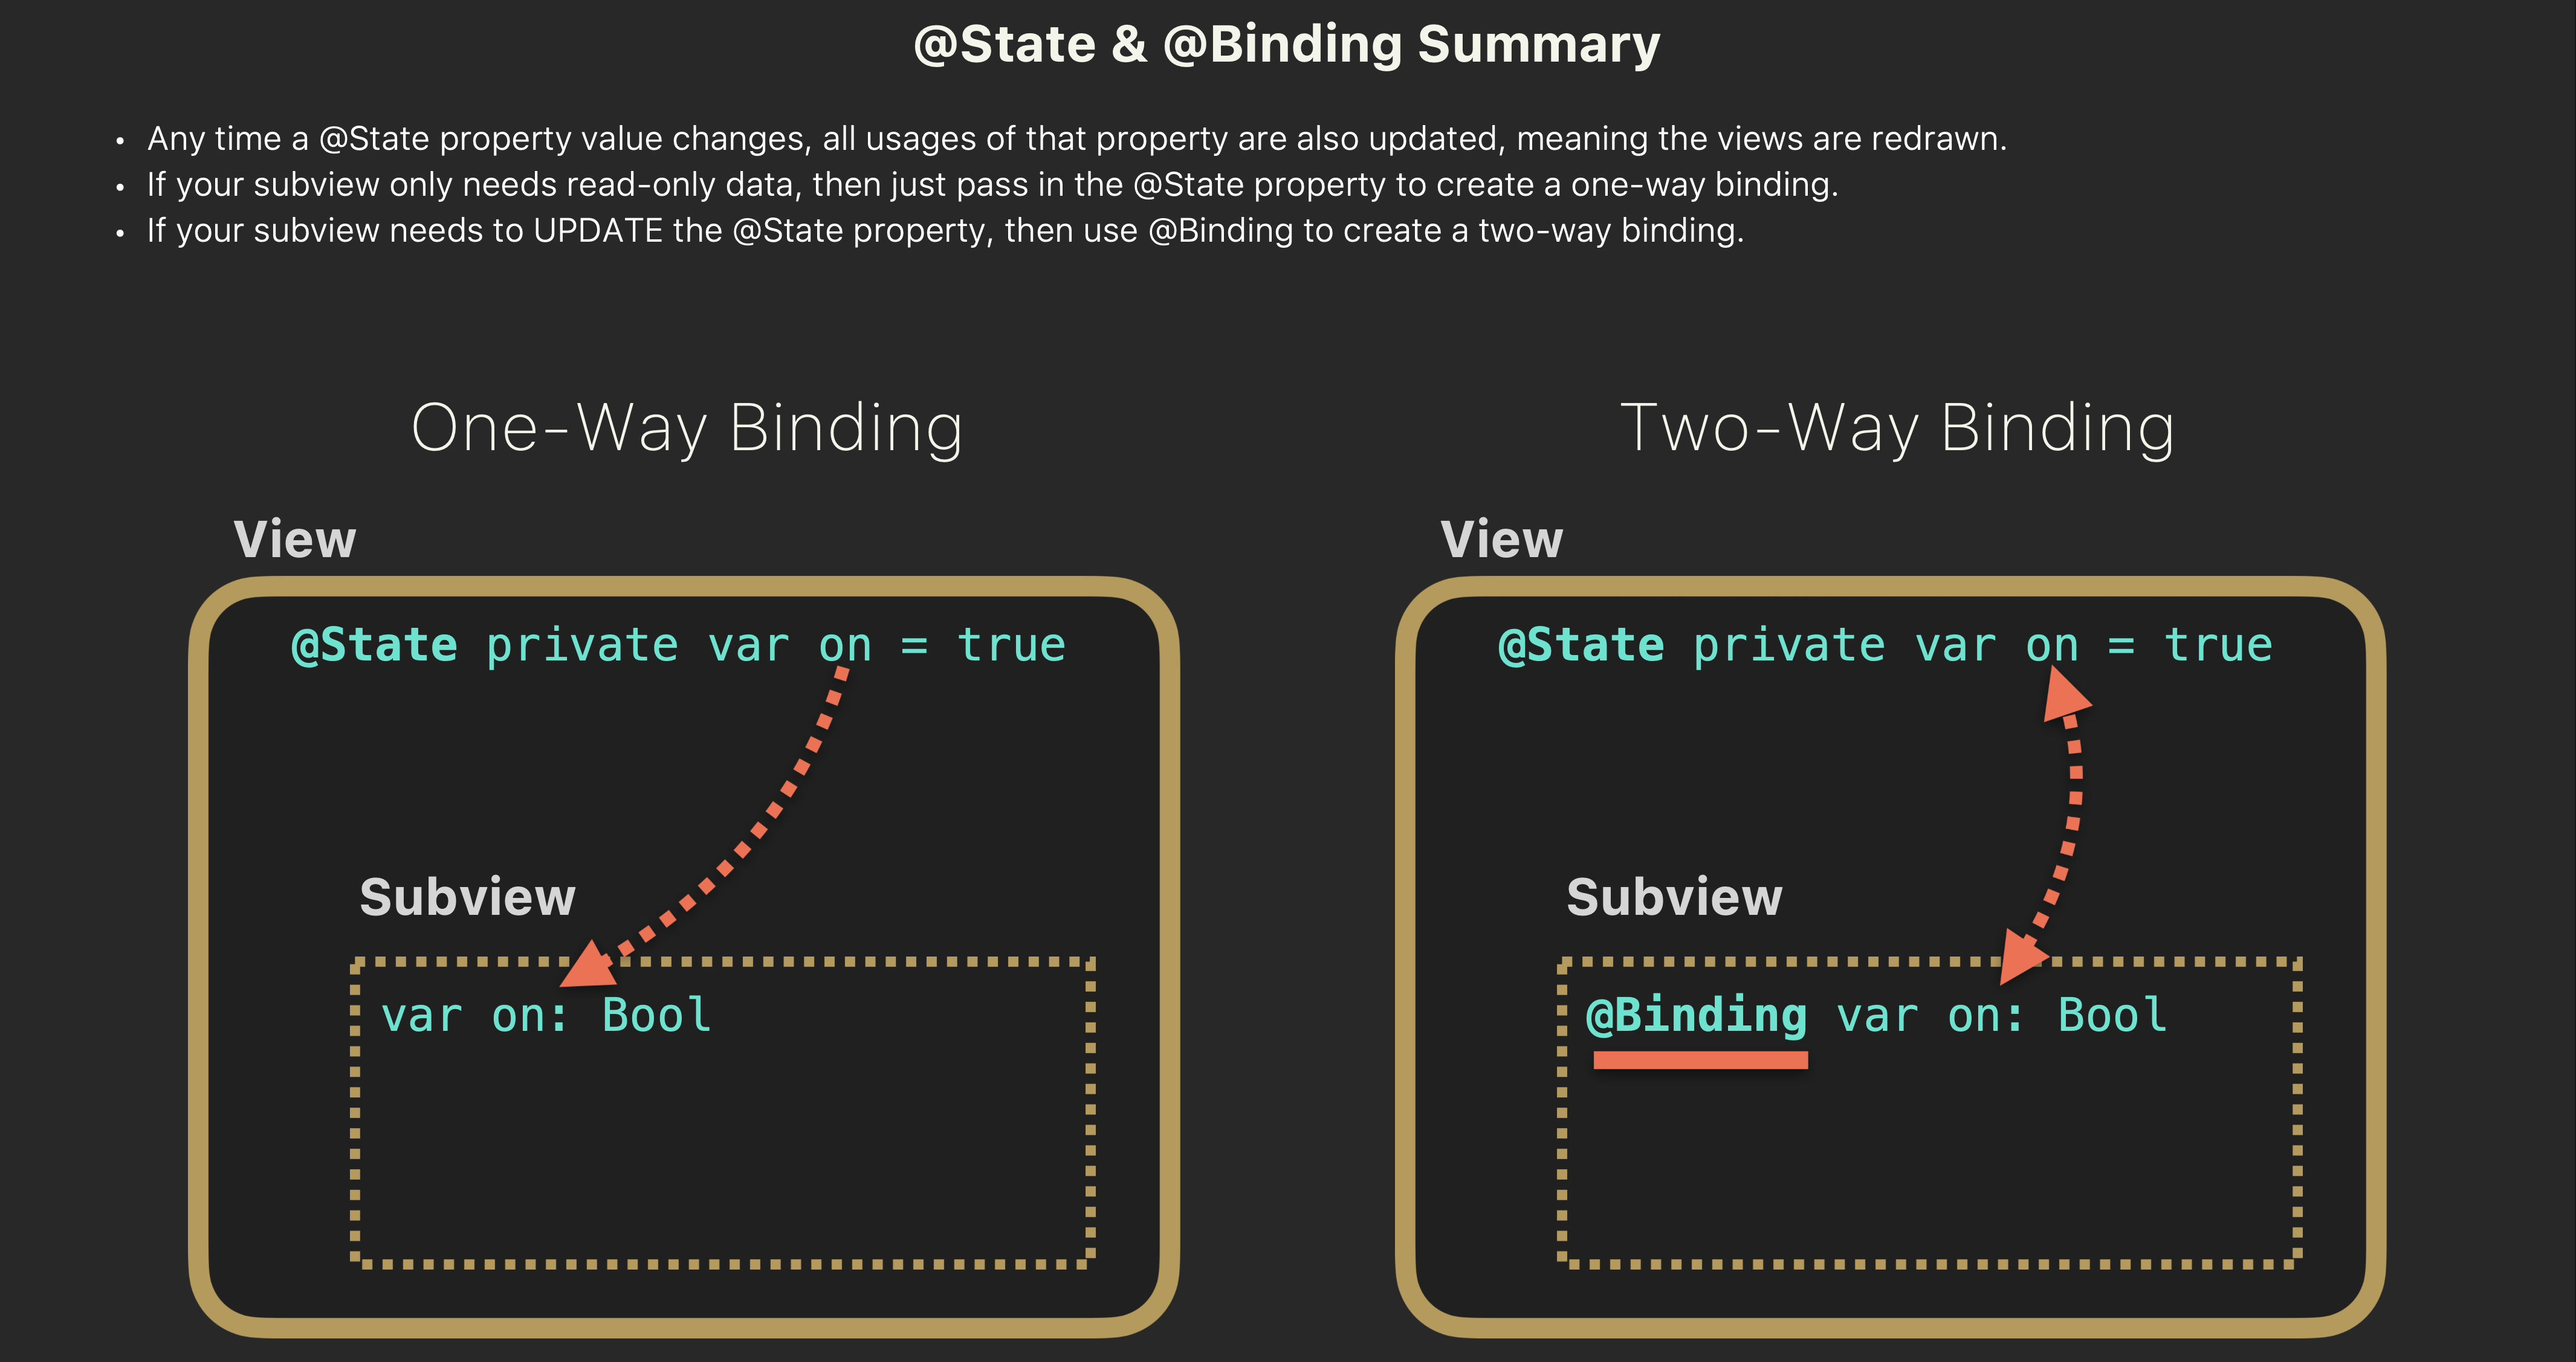 @State & @Binding Summary
• Any time a @State property value changes, all usages of that property are also updated, meaning the views are redrawn.
• If your subview only needs read-only data, then just pass in the @State property to create a one-way binding.
• If your subview needs to UPDATE the @State property, then use @Binding to create a two-way binding.
One-Way Binding
View
@State private var on = true
Subview
var on: Bool
Two-Way Binding
View
@State private var on = true
Subview
@Binding var on: Bool